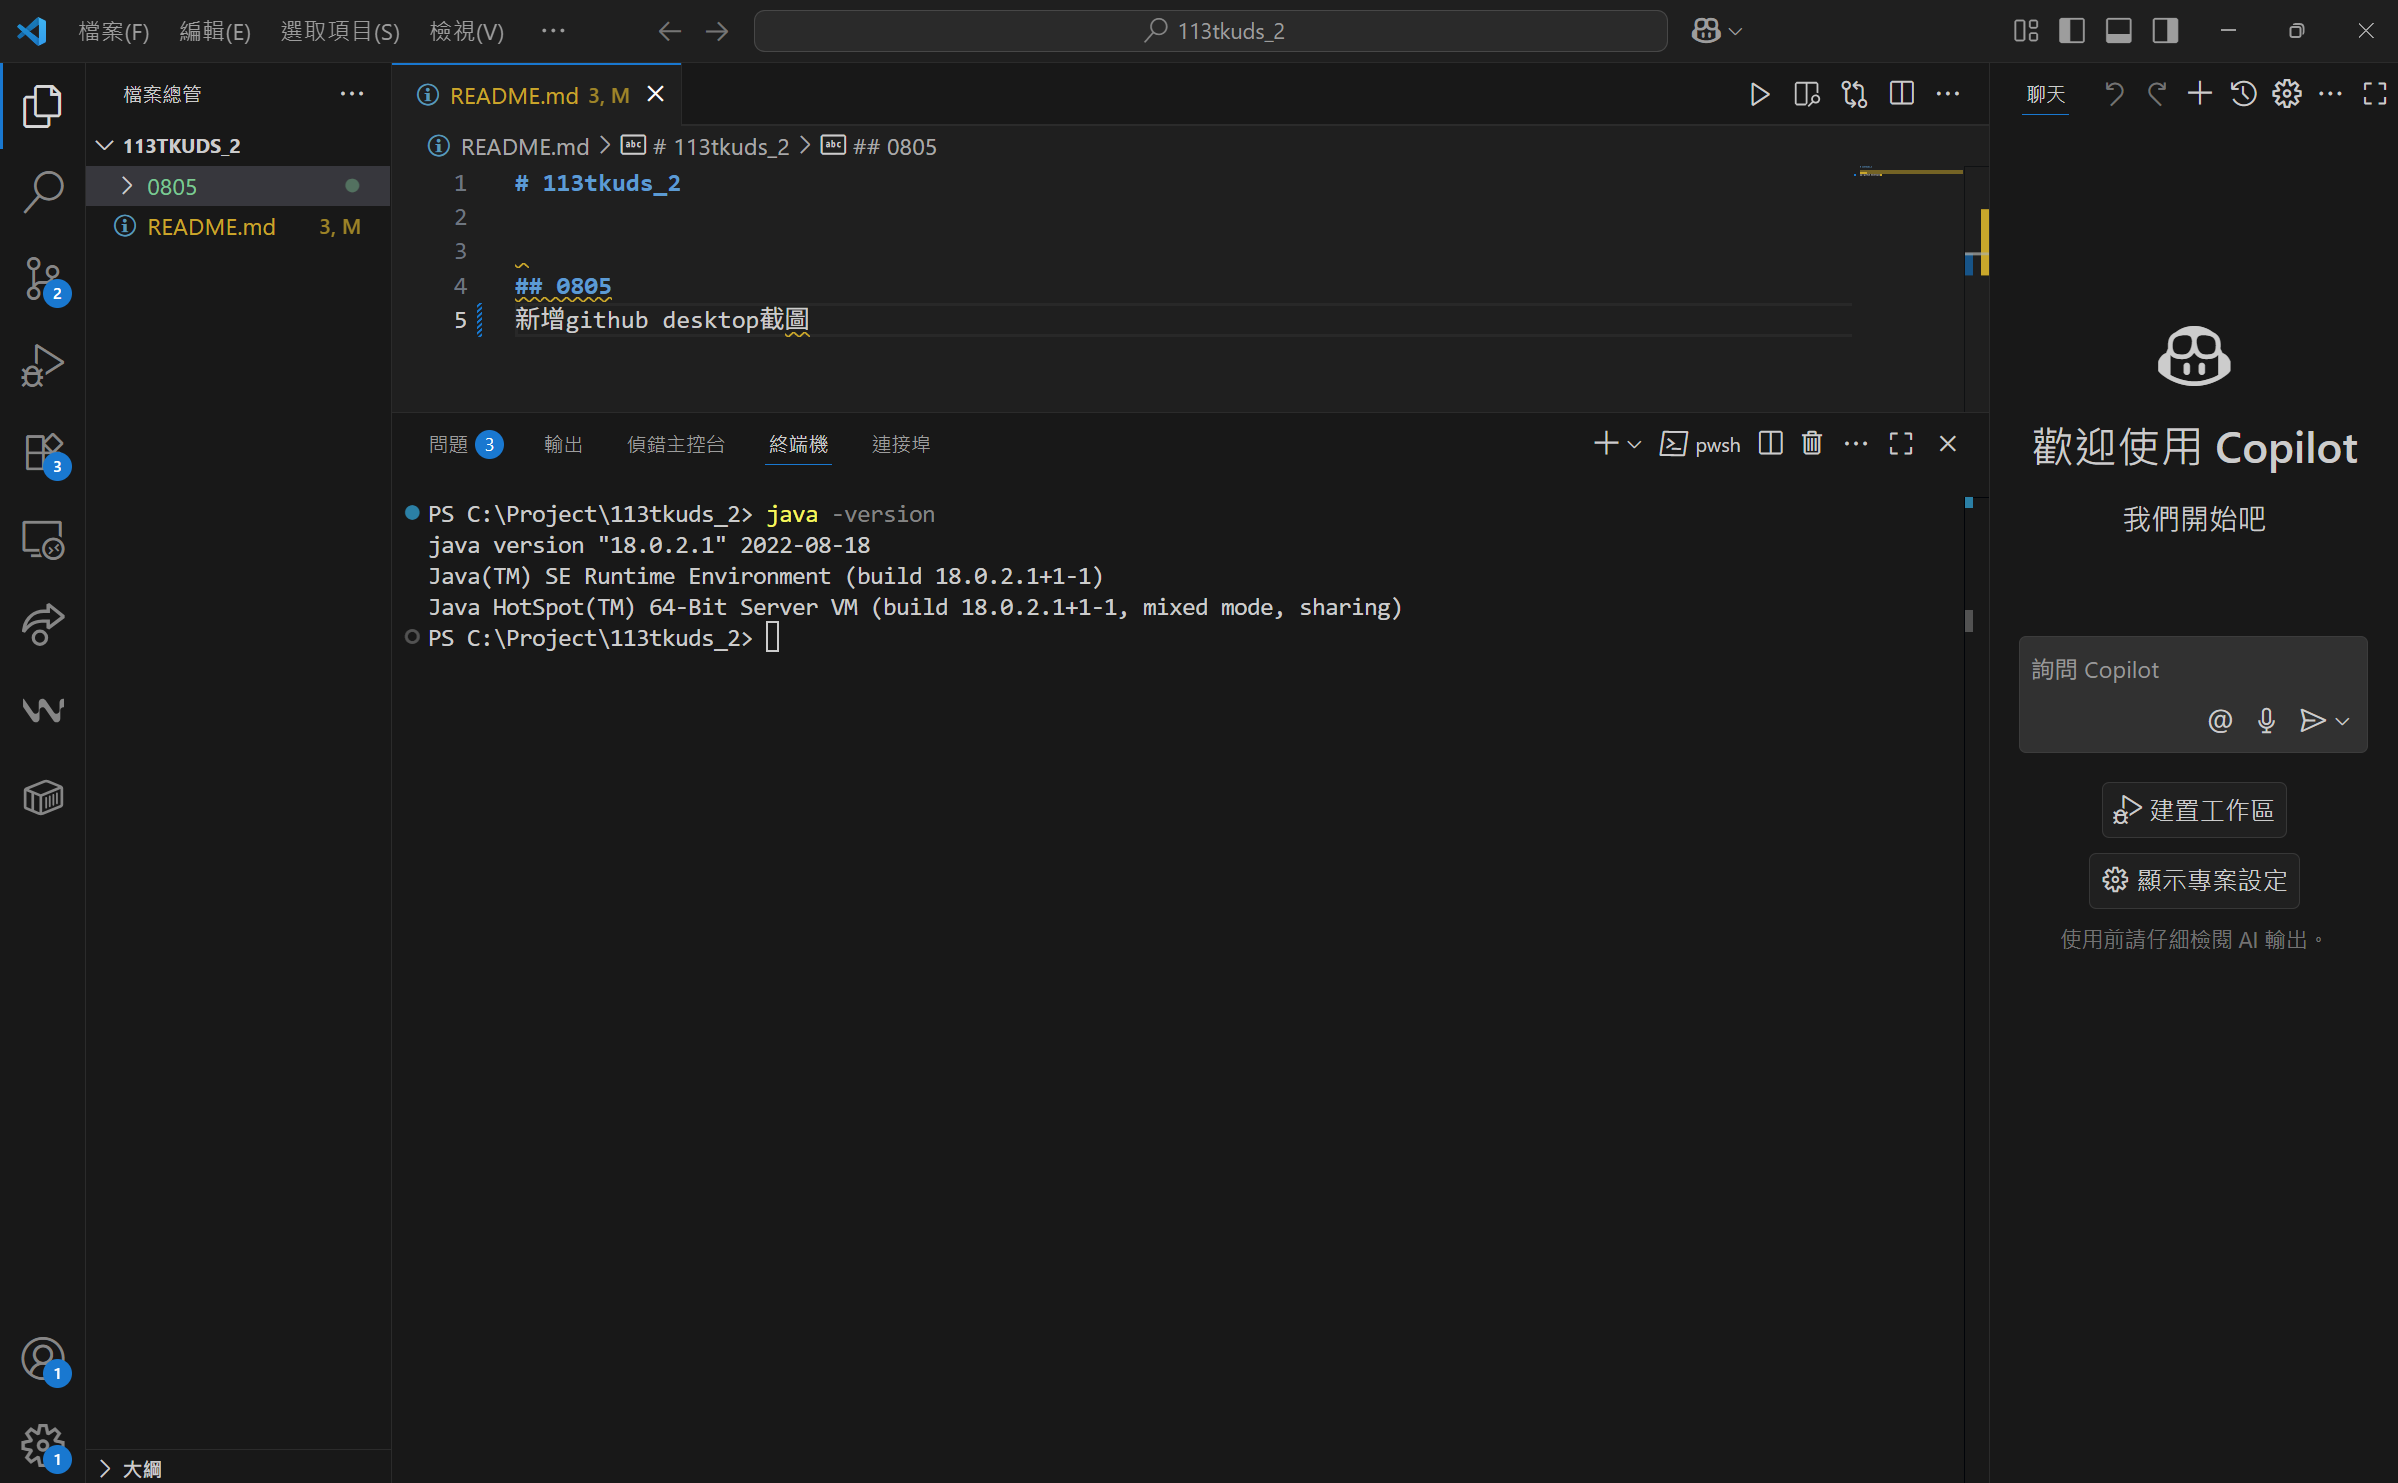 檔案(F) 編輯(E) 選取項目(S) 檢視(V) ··· 113tkuds_2
檔案總管 ···
113TKUDS_2
0805
README.md 3, M
大綱
2
3
1
1
README.md 3, M
README.md > # 113tkuds_2 > ## 0805
1 # 113tkuds_2
2
3
4 ## 0805
5 新增github desktop截圖
問題 3 輸出 偵錯主控台 終端機 連接埠 pwsh
PS C:\Project\113tkuds_2> java -version
java version "18.0.2.1" 2022-08-18
Java(TM) SE Runtime Environment (build 18.0.2.1+1-1)
Java HotSpot(TM) 64-Bit Server VM (build 18.0.2.1+1-1, mixed mode, sharing)
PS C:\Project\113tkuds_2>
聊天
歡迎使用 Copilot
我們開始吧
詢問 Copilot
建置工作區
顯示專案設定
使用前請仔細檢閱 AI 輸出。